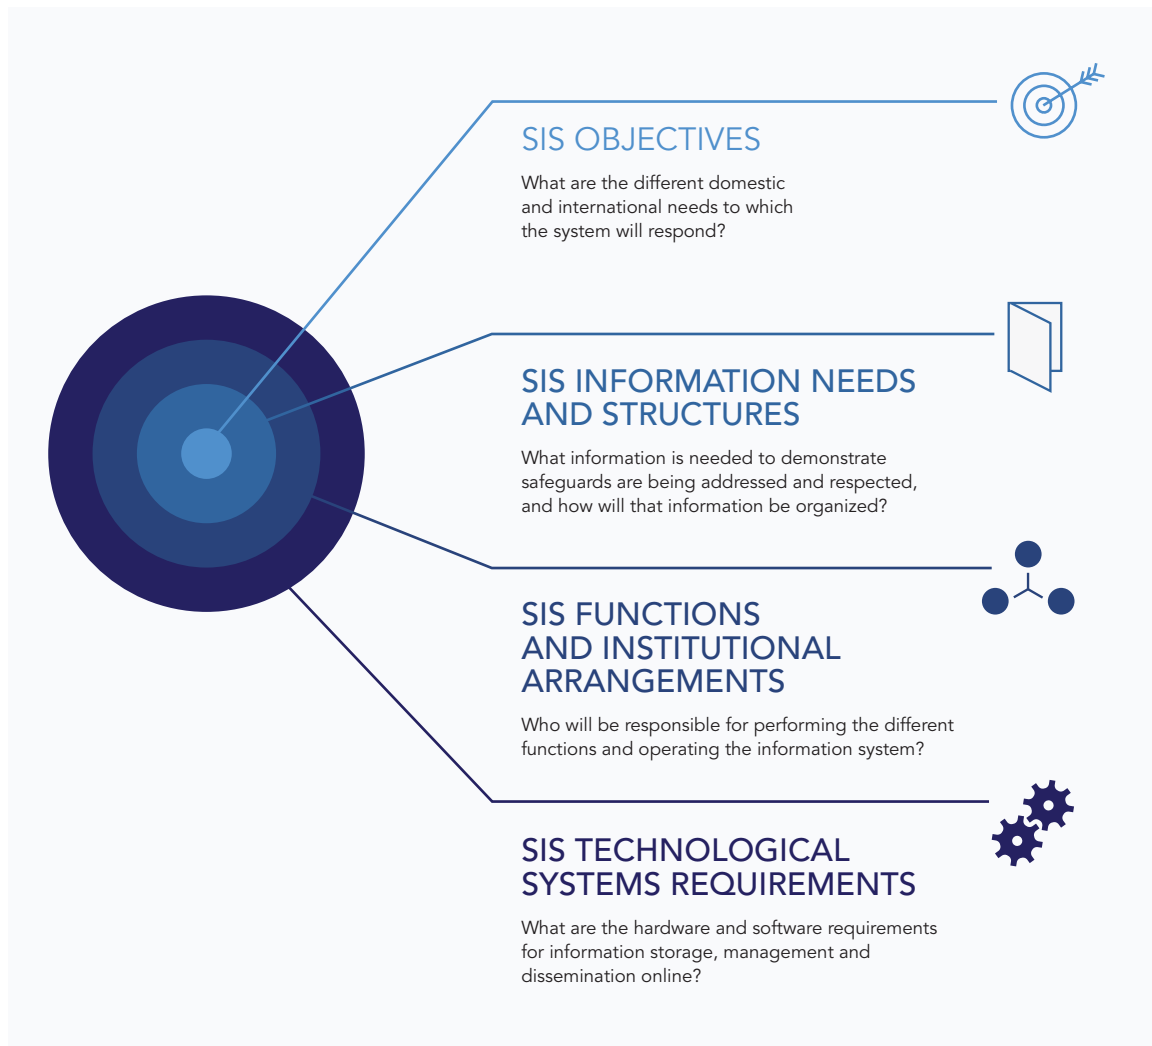 SIS OBJECTIVES
What are the different domestic
and international needs to which
the system will respond?
SIS INFORMATION NEEDS
AND STRUCTURES
What information is needed to demonstrate
safeguards are being addressed and respected,
and how will that information be organized?
SIS FUNCTIONS
AND INSTITUTIONAL
ARRANGEMENTS
Who will be responsible for performing the different
functions and operating the information system?
SIS TECHNOLOGICAL
SYSTEMS REQUIREMENTS
What are the hardware and software requirements
for information storage, management and
dissemination online?